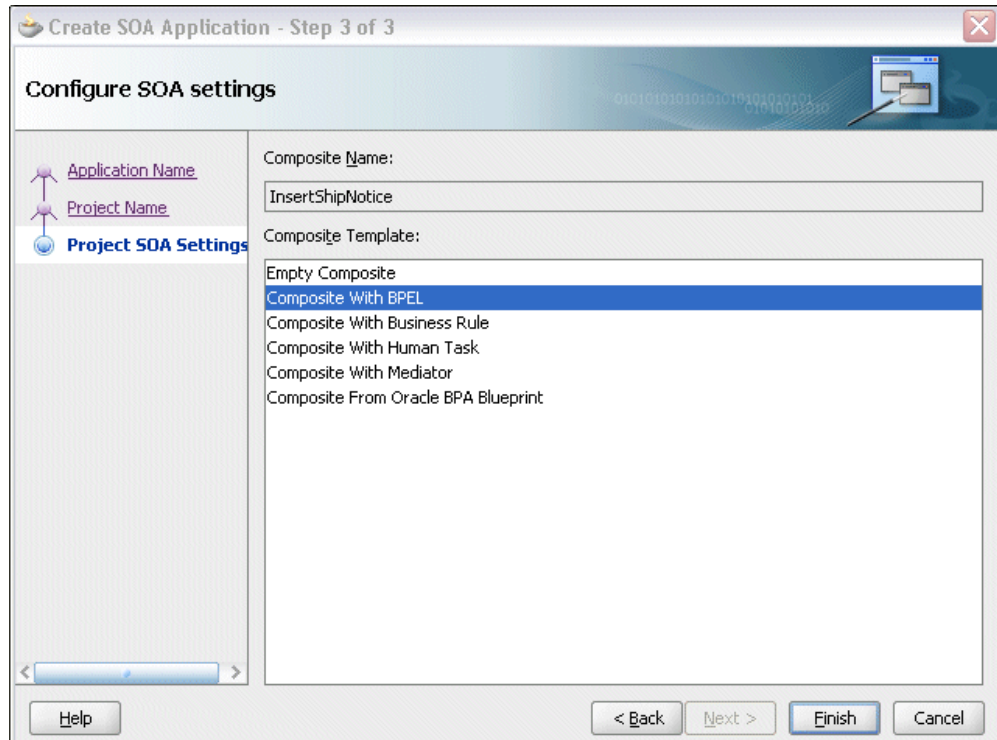 Create SOA Application - Step 3 of 3
Configure SOA settings
Application Name
Project Name
Project SOA Settings
Composite Name:
InsertShipNotice
Composite Template:
Empty Composite
Composite With BPEL
Composite With Business Rule
Composite With Human Task
Composite With Mediator
Composite From Oracle BPA Blueprint
Help
< Back
Next >
Finish
Cancel